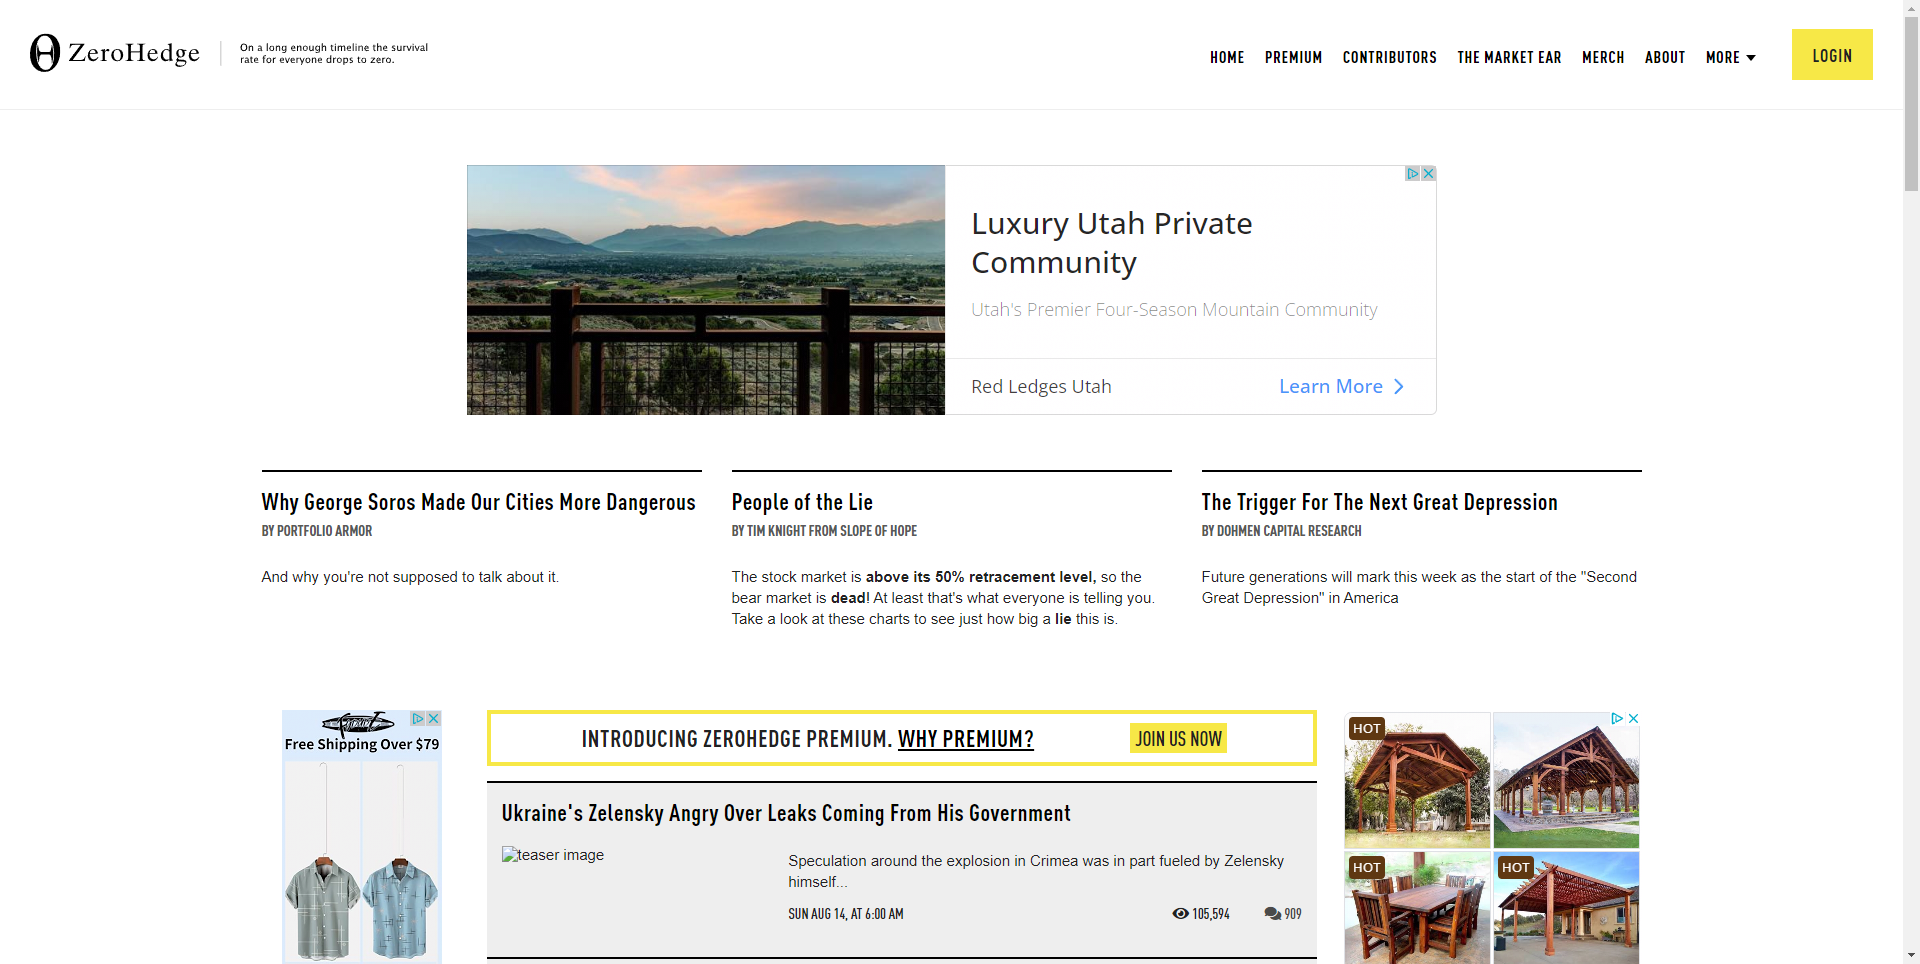 ZeroHedge
On a long enough timeline the survival
rate for everyone drops to zero.
HOME PREMIUM CONTRIBUTORS THE MARKET EAR MERCH ABOUT MORE LOGIN
Luxury Utah Private
Community
Utah's Premier Four-Season Mountain Community
Red Ledges Utah Learn More
Why George Soros Made Our Cities More Dangerous
BY PORTFOLIO ARMOR
And why you're not supposed to talk about it.
People of the Lie
BY TIM KNIGHT FROM SLOPE OF HOPE
The stock market is above its 50% retracement level, so the
bear market is dead! At least that's what everyone is telling you.
Take a look at these charts to see just how big a lie this is.
The Trigger For The Next Great Depression
BY DOHMEN CAPITAL RESEARCH
Future generations will mark this week as the start of the "Second
Great Depression" in America
Free Shipping Over $79
INTRODUCING ZEROHEDGE PREMIUM. WHY PREMIUM? JOIN US NOW
Ukraine's Zelensky Angry Over Leaks Coming From His Government
teaser image
Speculation around the explosion in Crimea was in part fueled by Zelensky
himself...
SUN AUG 14, AT 6:00 AM 105,594 909
HOT
HOT
HOT